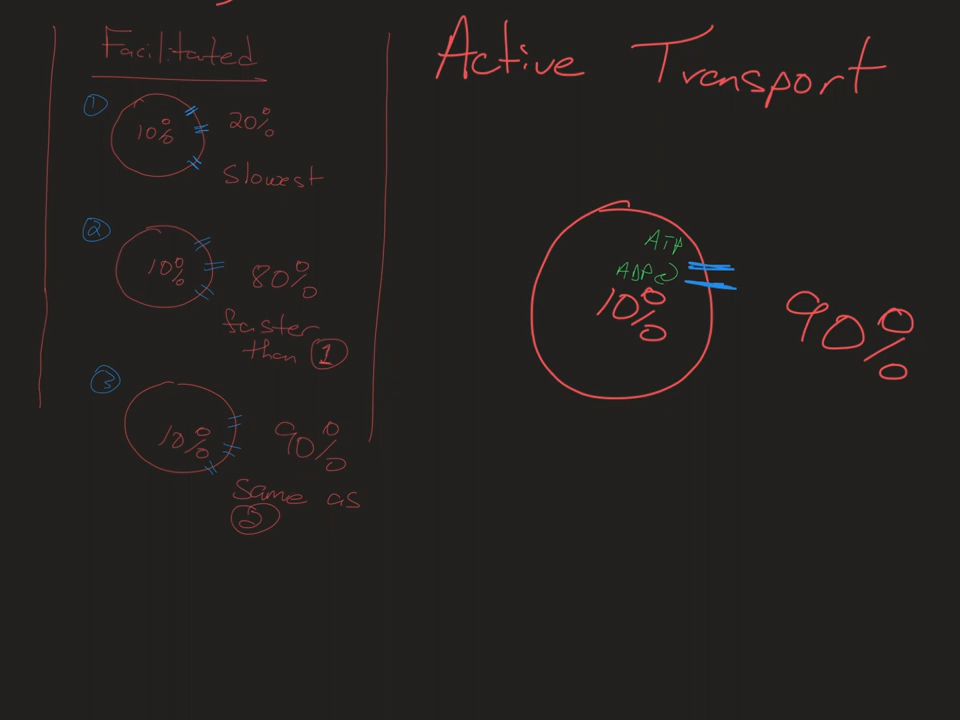 Facilitated
1
10%
20%
Slowest
2
10%
80%
faster
than 1
3
10%
90%
Same as
2
Active Transport
ATP
ADP
10%
90%